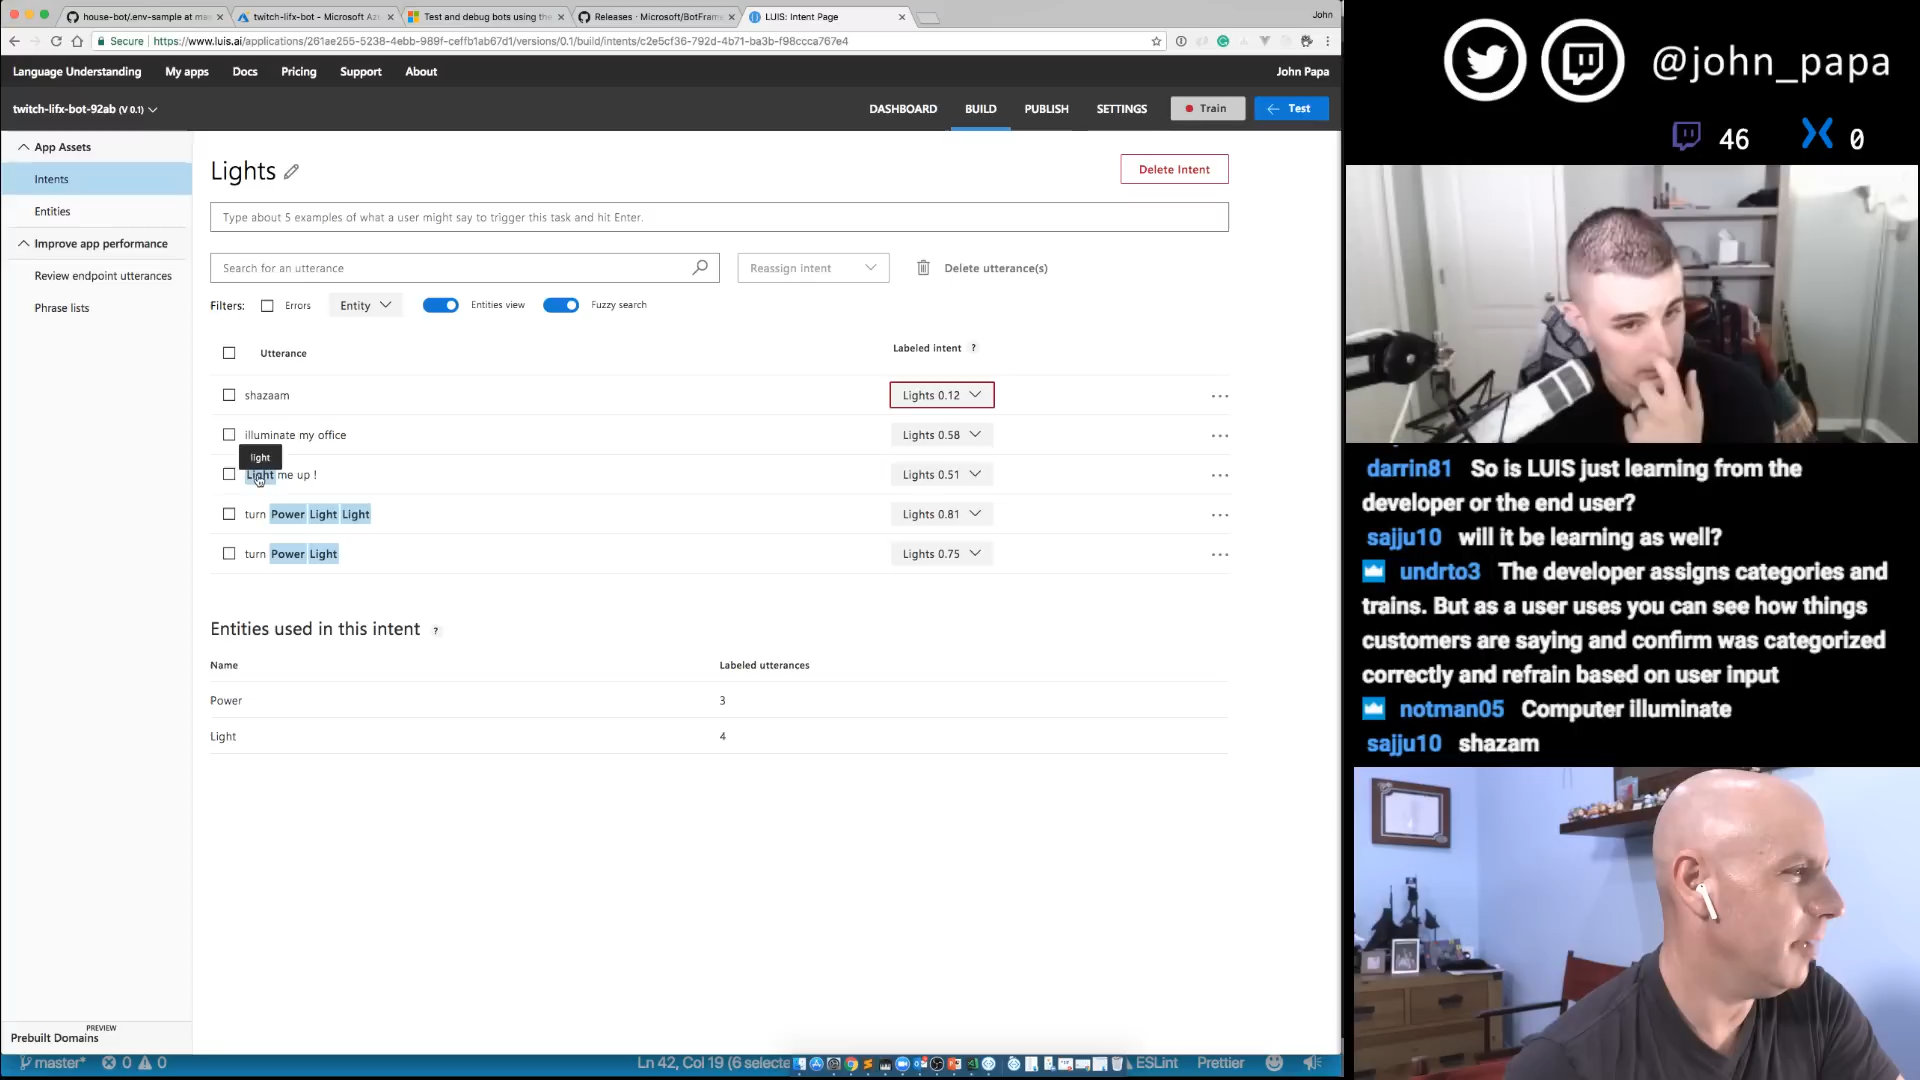 house-bot/.env-sample at mas
twitch-lifx-bot - Microsoft Az
Test and debug bots using the
Releases · Microsoft/BotFrame
LUIS: Intent Page
John
Secure
https://www.luis.ai/applications/261ae255-5238-4ebb-989f-ceffb1ab67d1/versions/0.1/build/intents/c2e5cf36-792d-4b71-ba3b-f98ccca767e4
Language Understanding My apps Docs Pricing Support About John Papa
twitch-lifx-bot-92ab (V 0.1) DASHBOARD BUILD PUBLISH SETTINGS Train Test
App Assets
Intents
Entities
Improve app performance
Review endpoint utterances
Phrase lists
PREVIEW
Prebuilt Domains
Lights
Delete Intent
Type about 5 examples of what a user might say to trigger this task and hit Enter.
Search for an utterance Reassign intent Delete utterance(s)
Filters: Errors Entity Entities view Fuzzy search
Utterance Labeled intent ?
shazaam Lights 0.12
illuminate my office Lights 0.58
light
Light me up ! Lights 0.51
turn Power Light Light Lights 0.81
turn Power Light Lights 0.75
Entities used in this intent ?
Name Labeled utterances
Power 3
Light 4
master* 0 0 Ln 42, Col 19 (6 selecte ESLint Prettier
@john_papa
46 0
darrin81 So is LUIS just learning from the
developer or the end user?
sajju10 will it be learning as well?
undrto3 The developer assigns categories and
trains. But as a user uses you can see how things
customers are saying and confirm was categorized
correctly and refrain based on user input
notman05 Computer illuminate
sajju10 shazam